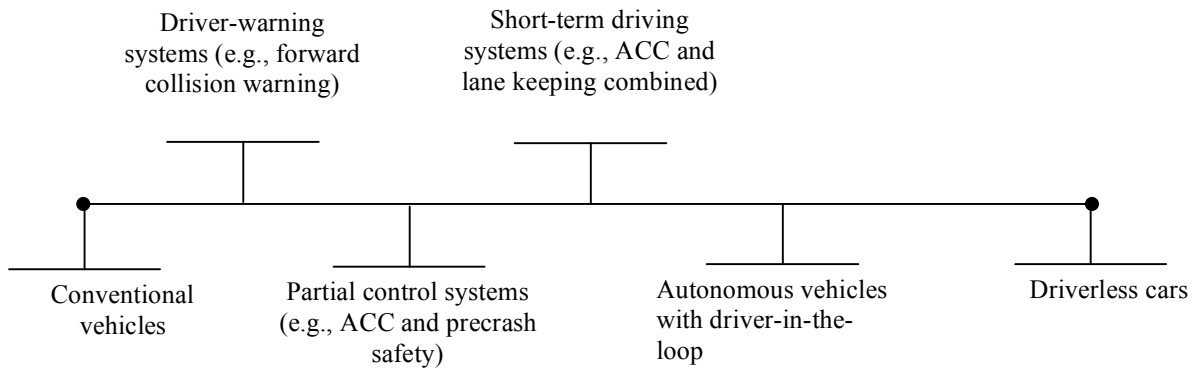 Driver-warning
systems (e.g., forward
collision warning)
Short-term driving
systems (e.g., ACC and
lane keeping combined)
Conventional
vehicles
Partial control systems
(e.g., ACC and precrash
safety)
Autonomous vehicles
with driver-in-the-
loop
Driverless cars